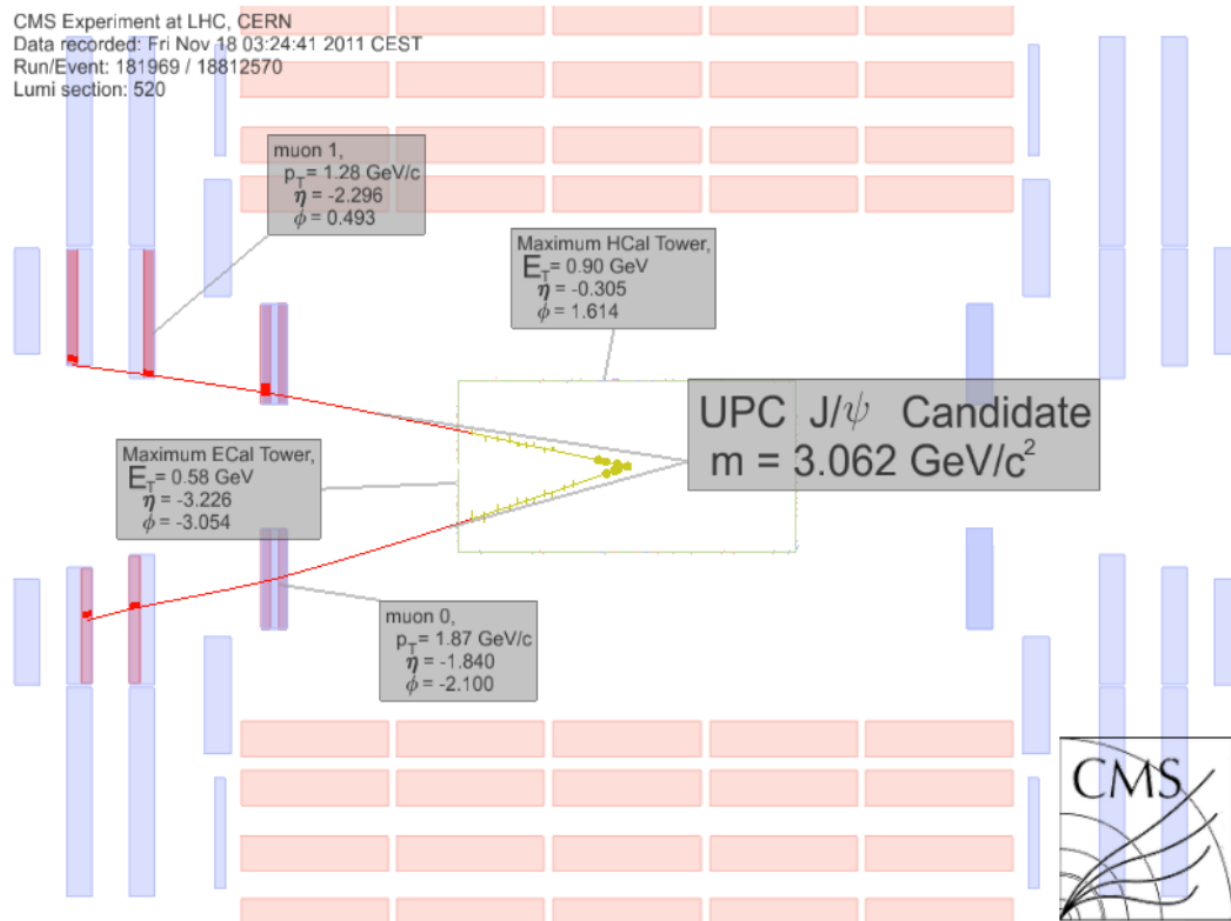 CMS Experiment at LHC, CERN
Data recorded: Fri Nov 18 03:24:41 2011 CEST
Run/Event: 181969 / 18812570
Lumi section: 520
muon 1,
p_T= 1.28 GeV/c
η = -2.296
ϕ = 0.493
Maximum HCal Tower,
E_T= 0.90 GeV
η = -0.305
ϕ = 1.614
UPC J/ψ Candidate
m = 3.062 GeV/c²
Maximum ECal Tower,
E_T= 0.58 GeV
η = -3.226
ϕ = -3.054
muon 0,
p_T= 1.87 GeV/c
η = -1.840
ϕ = -2.100
CMS